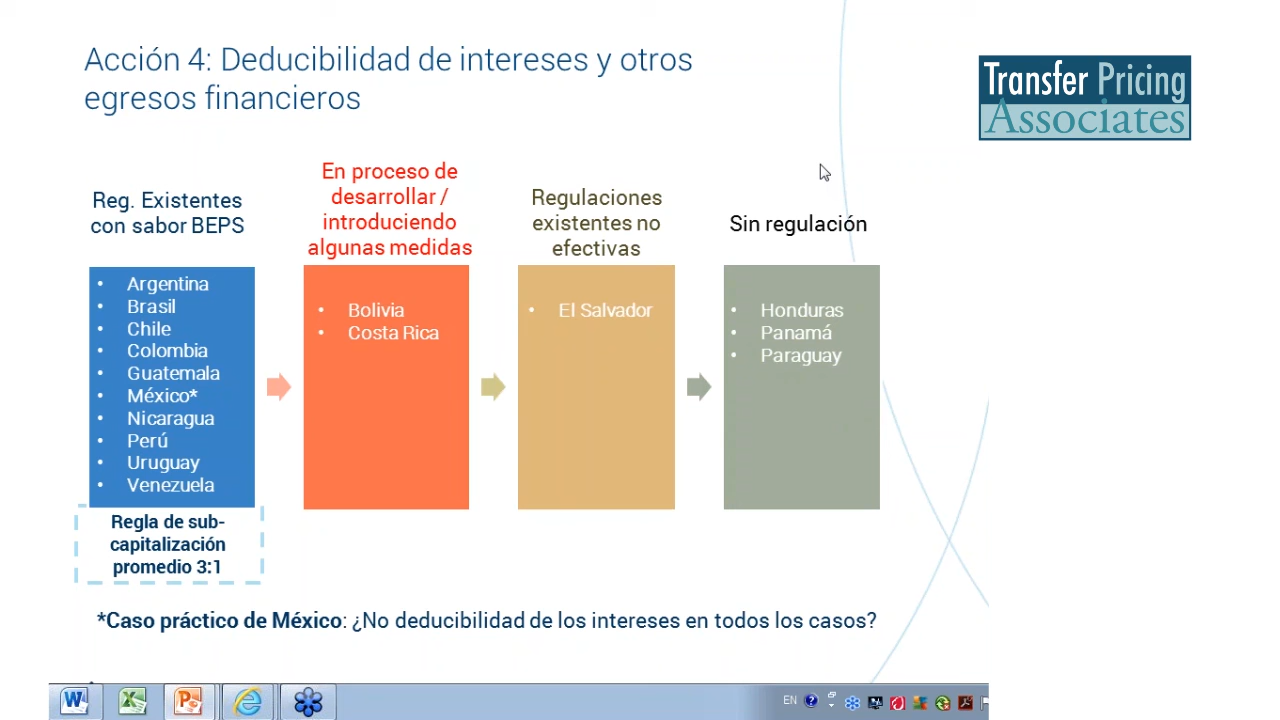 Acción 4: Deducibilidad de intereses y otros
egresos financieros
Transfer Pricing
Associates
Reg. Existentes
con sabor BEPS
• Argentina
• Brasil
• Chile
• Colombia
• Guatemala
• México*
• Nicaragua
• Perú
• Uruguay
• Venezuela
Regla de sub-
capitalización
promedio 3:1
En proceso de
desarrollar /
introduciendo
algunas medidas
• Bolivia
• Costa Rica
Regulaciones
existentes no
efectivas
• El Salvador
Sin regulación
• Honduras
• Panamá
• Paraguay
*Caso práctico de México: ¿No deducibilidad de los intereses en todos los casos?
EN